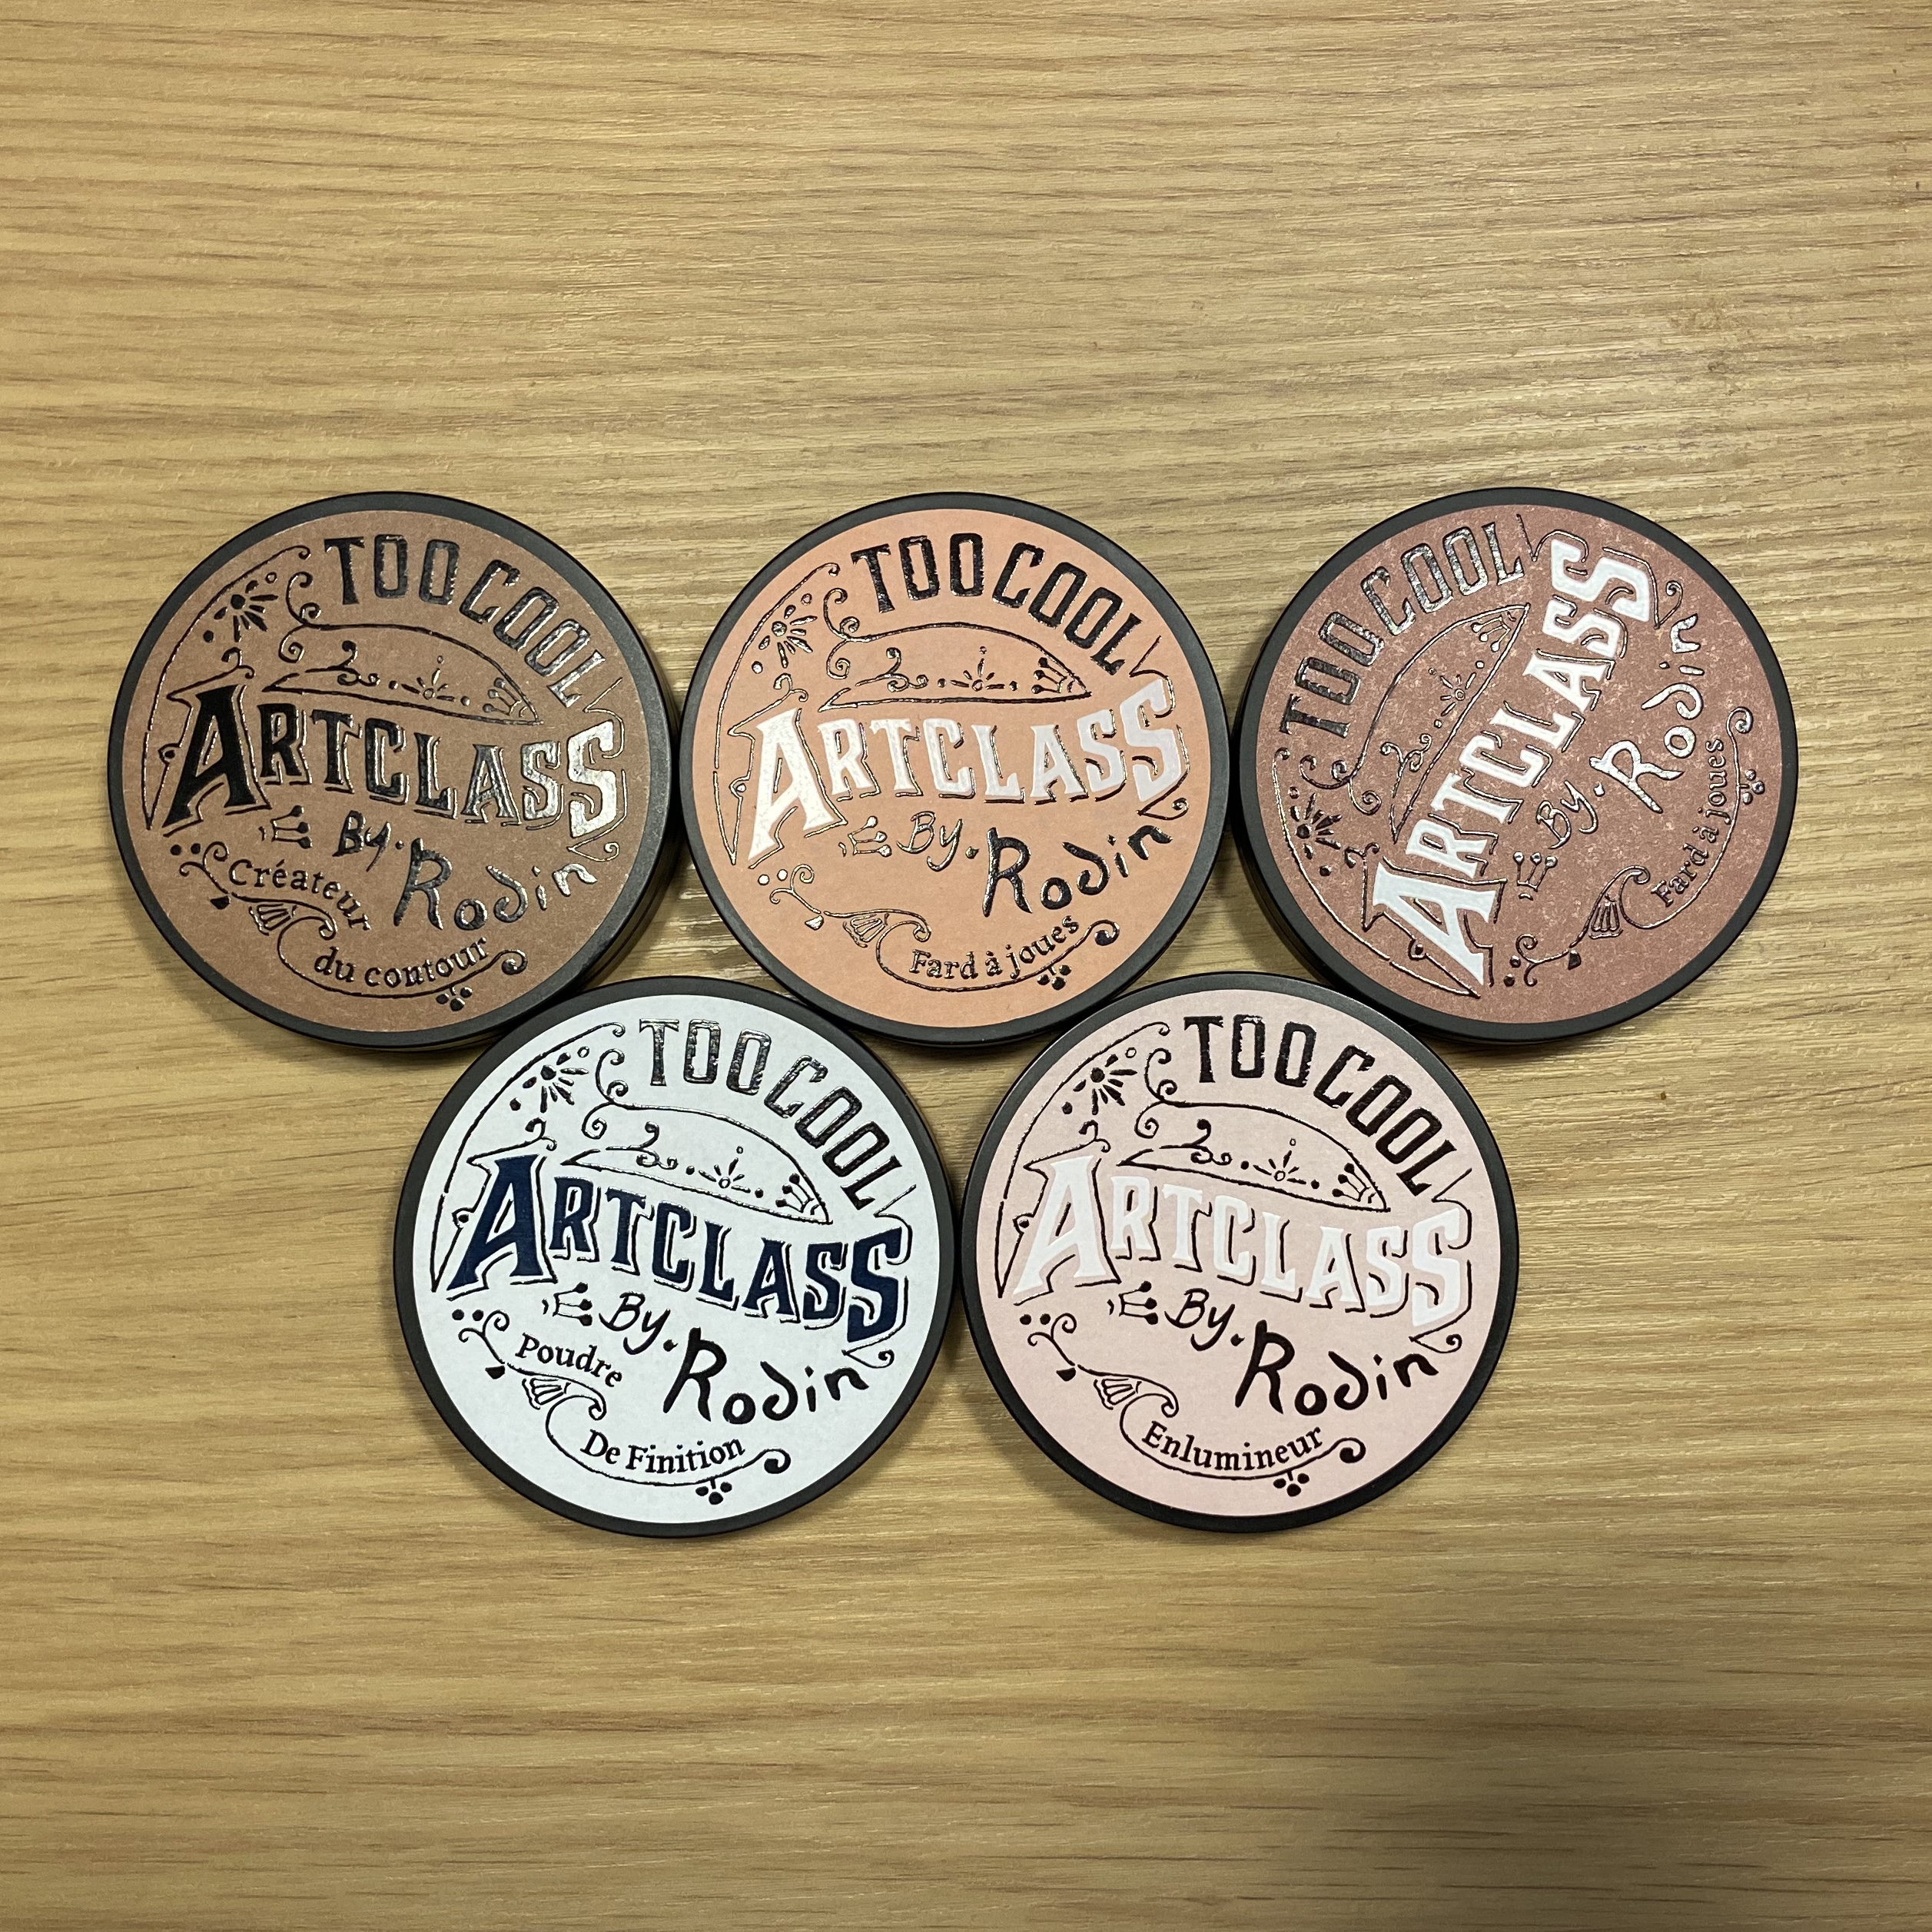 TOO COOL
ARTCLASS
By. Rodin
Créateur
du contour
TOO COOL
ARTCLASS
By. Rodin
Fard à joues
TOO COOL
ARTCLASS
By. Rodin
Fard à joues
TOO COOL
ARTCLASS
By. Rodin
Poudre
De Finition
TOO COOL
ARTCLASS
By. Rodin
Enlumineur